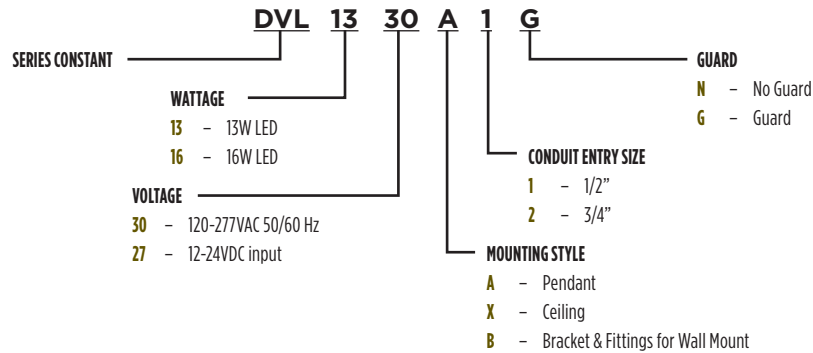 DVL 13 30 A 1 G
SERIES CONSTANT
WATTAGE
13 – 13W LED
16 – 16W LED
VOLTAGE
30 – 120-277VAC 50/60 Hz
27 – 12-24VDC input
GUARD
N – No Guard
G – Guard
CONDUIT ENTRY SIZE
1 – 1/2”
2 – 3/4”
MOUNTING STYLE
A – Pendant
X – Ceiling
B – Bracket & Fittings for Wall Mount